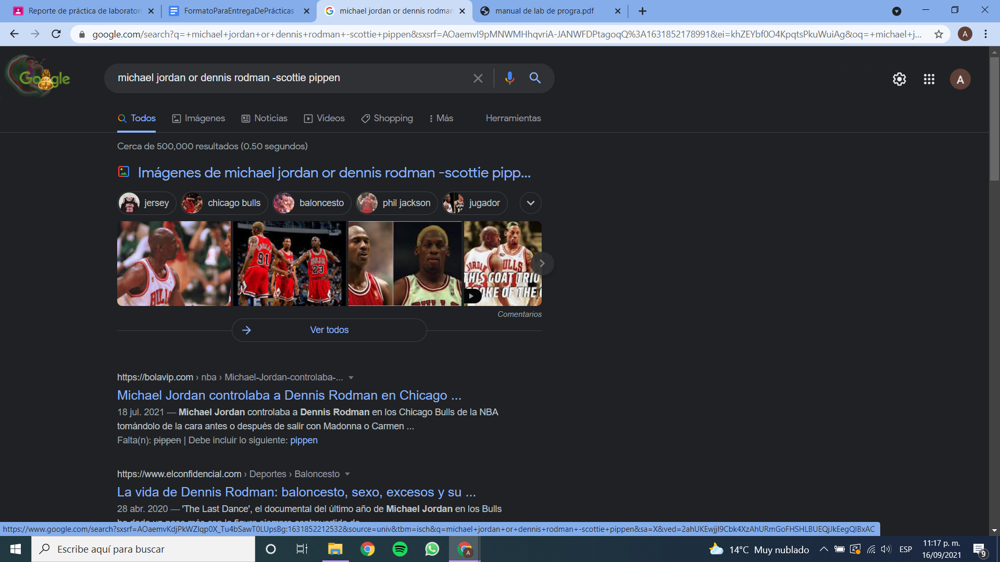 Reporte de práctica de laboratori
FormatoParaEntregaDePrácticas
michael jordan or dennis rodman
manual de lab de progra.pdf
google.com/search?q=+michael+jordan+or+dennis+rodman+-scottie+pippen&sxsrf=AOaemvI9pMNWMHhqvriA-JANWFDPtagoqQ%3A1631852178991&ei=khZEYbf0O4KpqtsPkuWuiAg&oq=+michael+j...
A
Google
michael jordan or dennis rodman -scottie pippen
A
Todos Imágenes Noticias Videos Shopping Más Herramientas
Cerca de 500,000 resultados (0.50 segundos)
Imágenes de michael jordan or dennis rodman -scottie pipp...
jersey chicago bulls baloncesto phil jackson jugador
BULL
91
BULLS
23
BULLS
JORDAN
ULLS
THIS GOAT TRIO
OKE OF THE
Comentarios
Ver todos
https://bolavip.com › nba › Michael-Jordan-controlaba-...
Michael Jordan controlaba a Dennis Rodman en Chicago ...
18 jul. 2021 — Michael Jordan controlaba a Dennis Rodman en los Chicago Bulls de la NBA
tomándolo de la cara antes o después de salir con Madonna o Carmen ...
Falta(n): pippen | Debe incluir lo siguiente: pippen
https://www.elconfidencial.com › Deportes › Baloncesto
La vida de Dennis Rodman: baloncesto, sexo, excesos y su ...
28 abr. 2020 — 'The Last Dance', el documental del último año de Michael Jordan en los Bulls
https://www.google.com/search?sxsrf=AOaemvKdjPkWZIqp0X_Tu4bSawT0LUpsBg:1631852212532&source=univ&tbm=isch&q=michael+jordan+or+dennis+rodman+-scottie+pippen&sa=X&ved=2ahUKEwjjl9Cbk4XzAhURmGoFHSHLBUEQjJkEegQIBxAC
Escribe aquí para buscar
A
14°C Muy nublado
ESP
11:17 p. m.
16/09/2021
9